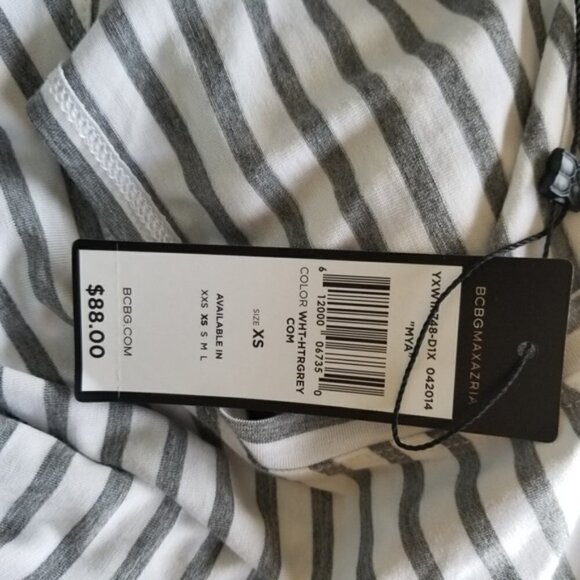 BCBGMAXAZRIA
042014
"MYA"
6 12000 06735 0
COLOR WHT-HTRGREY
COM
SIZE XS
AVAILABLE IN
XXS XS S M L
BCBG.COM
$88.00